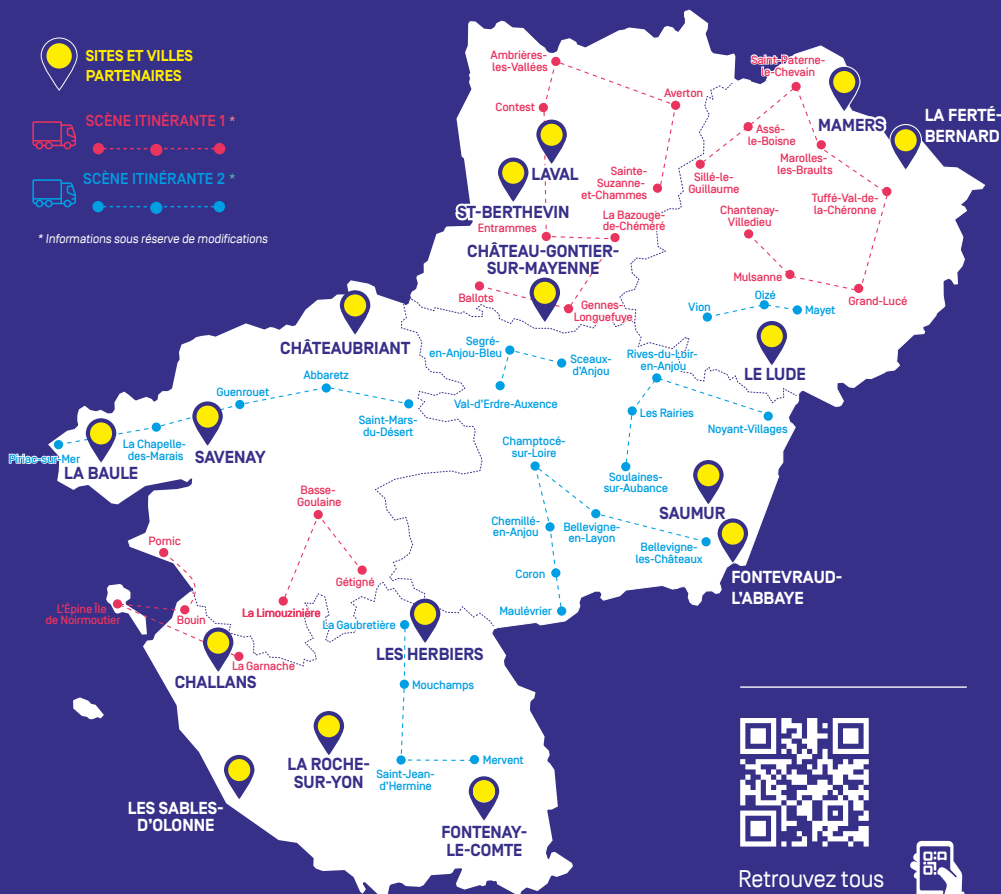 SITES ET VILLES
PARTENAIRES
SCÈNE ITINÉRANTE 1 *
SCÈNE ITINÉRANTE 2 *
* Informations sous réserve de modifications
Ambrières-
les-Vallées
Averton
Contest
LAVAL
Sainte-
Suzanne-
et-Chammes
ST-BERTHEVIN
Entrammes
La Bazouge-
de-Chéméré
CHÂTEAU-GONTIER-
SUR-MAYENNE
Ballots
Gennes-
Longuefuye
Saint-Paterne-
le-Chevain
MAMERS
LA FERTÉ-
BERNARD
Assé-
le-Boisne
Marolles-
les-Braults
Sillé-le-
Guillaume
Tuffé-Val-de-
la-Chéronne
Chantenay-
Villedieu
Mulsanne
Grand-Lucé
Vion
Oizé
Mayet
LE LUDE
CHÂTEAUBRIANT
Abbaretz
Guenrouet
Saint-Mars-
du-Désert
SAVENAY
La Chapelle-
des-Marais
LA BAULE
Piriac-sur-Mer
Segré-
en-Anjou-Bleu
Sceaux-
d'Anjou
Val-d'Erdre-Auxence
Rives-du-Loir-
en-Anjou
Les Rairies
Noyant-Villages
Soulaines-
sur-Aubance
Champtocé-
sur-Loire
SAUMUR
Chemillé-
en-Anjou
Bellevigne-
en-Layon
Bellevigne-
les-Châteaux
Coron
Maulévrier
FONTEVRAUD-
L'ABBAYE
Basse-
Goulaine
Pornic
Gétigné
La Limouzinière
L'Épine Île
de Noirmoutier
Bouin
La Garnache
CHALLANS
La Gaubretière
LES HERBIERS
Mouchamps
LA ROCHE-
SUR-YON
Saint-Jean-
d'Hermine
Mervent
LES SABLES-
D'OLONNE
FONTENAY-
LE-COMTE
Retrouvez tous